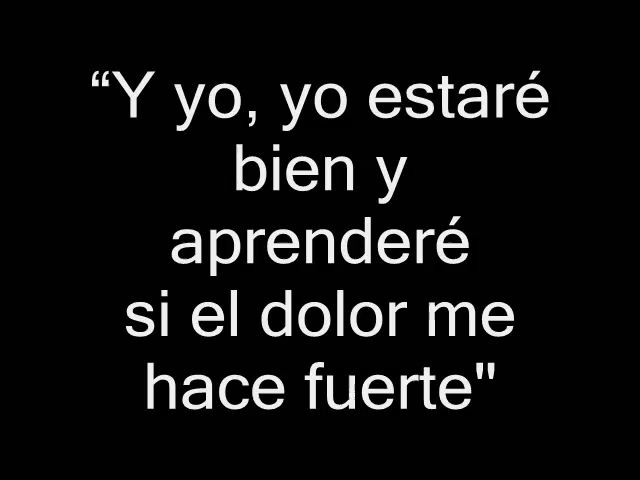 “Y yo, yo estaré
bien y
aprenderé
si el dolor me
hace fuerte"